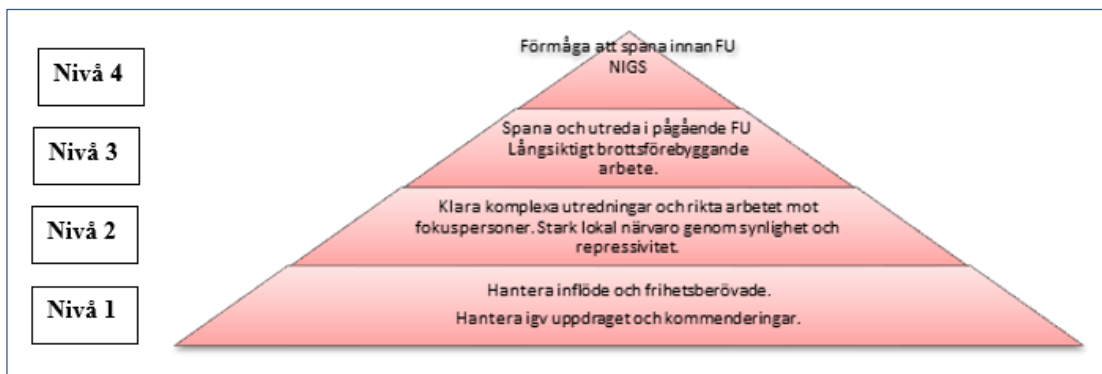 Nivå 4
Förmåga att spana innan FU
NIGS
Nivå 3
Spana och utreda i pågående FU
Långsiktigt brottsförebyggande
arbete.
Nivå 2
Klara komplexa utredningar och rikta arbetet mot
fokuspersoner. Stark lokal närvaro genom synlighet och
repressivitet.
Nivå 1
Hantera inflöde och frihetsberövade.
Hantera igv uppdraget och kommenderingar.